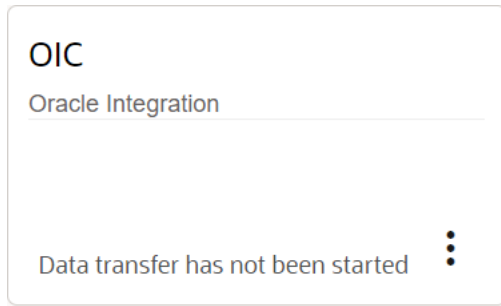 OIC
Oracle Integration
Data transfer has not been started